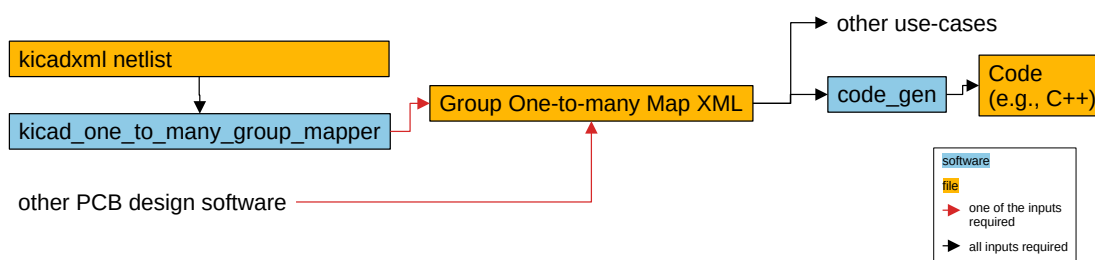 other use-cases
kicadxml netlist
Code
(e.g., C++)
Group One-to-many Map XML
code_gen
kicad_one_to_many_group_mapper
other PCB design software
software
file
one of the inputs
required
all inputs required